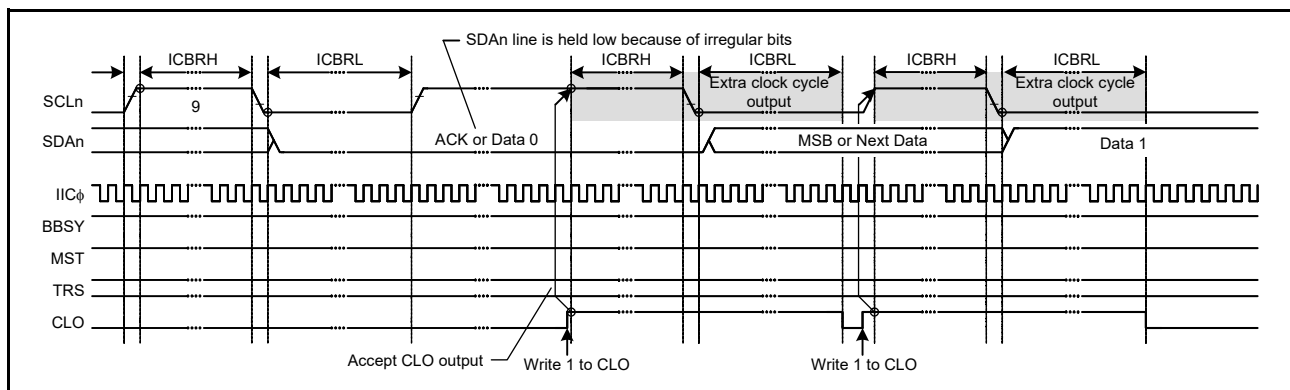 SDAn line is held low because of irregular bits
ICBRH
ICBRL
ICBRH
ICBRL
ICBRH
ICBRL
SCLn
9
Extra clock cycle
output
Extra clock cycle
output
SDAn
ACK or Data 0
MSB or Next Data
Data 1
IICϕ
BBSY
MST
TRS
CLO
Accept CLO output
Write 1 to CLO
Write 1 to CLO